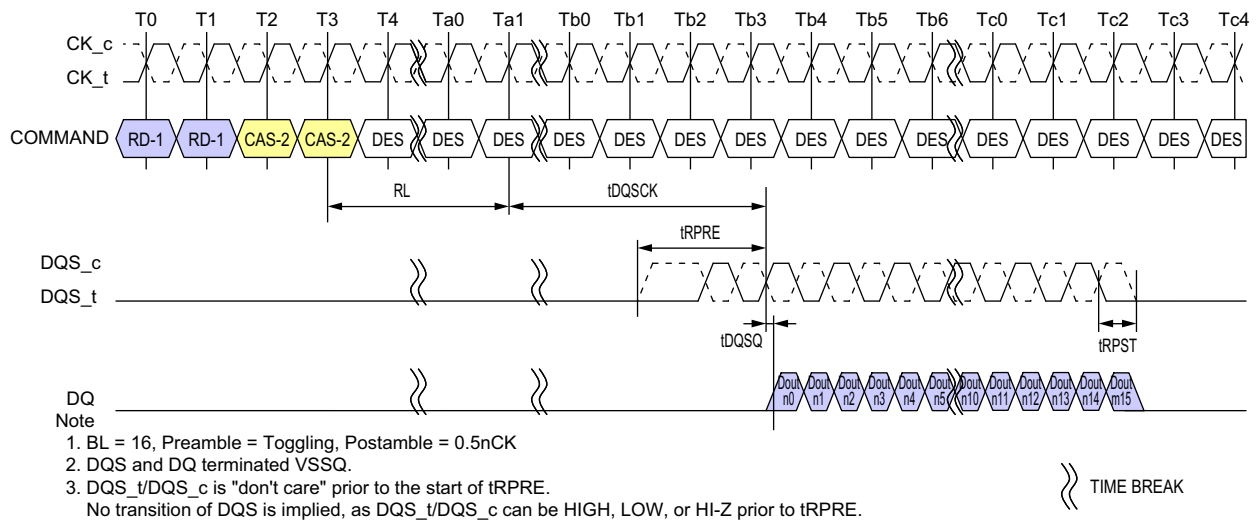 T0 T1 T2 T3 T4 Ta0 Ta1 Tb0 Tb1 Tb2 Tb3 Tb4 Tb5 Tb6 Tc0 Tc1 Tc2 Tc3 Tc4
CK_c
CK_t
COMMAND RD-1 RD-1 CAS-2 CAS-2 DES DES DES DES DES DES DES DES DES DES DES DES DES DES DES
RL tDQSCK
tRPRE
DQS_c
DQS_t
tDQSQ tRPST
DQ
Dout n0 Dout n1 Dout n2 Dout n3 Dout n4 Dout n5 Dout n10 Dout n11 Dout n12 Dout n13 Dout n14 Dout m15
Note
1. BL = 16, Preamble = Toggling, Postamble = 0.5nCK
2. DQS and DQ terminated VSSQ.
3. DQS_t/DQS_c is "don't care" prior to the start of tRPRE.
No transition of DQS is implied, as DQS_t/DQS_c can be HIGH, LOW, or HI-Z prior to tRPRE.
TIME BREAK